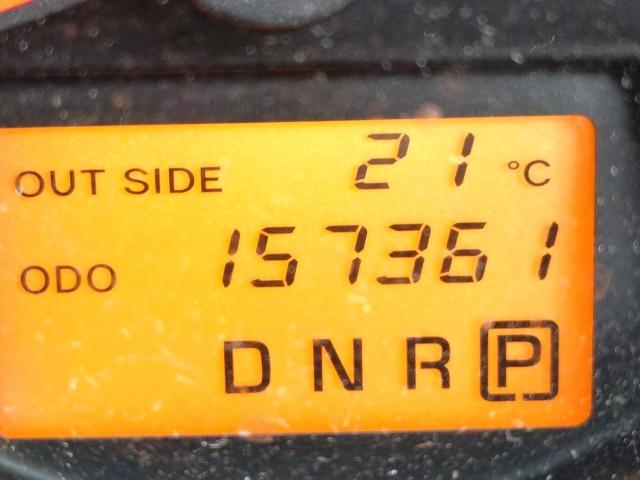 OUT SIDE 21 °C
ODO 157361
D N R P